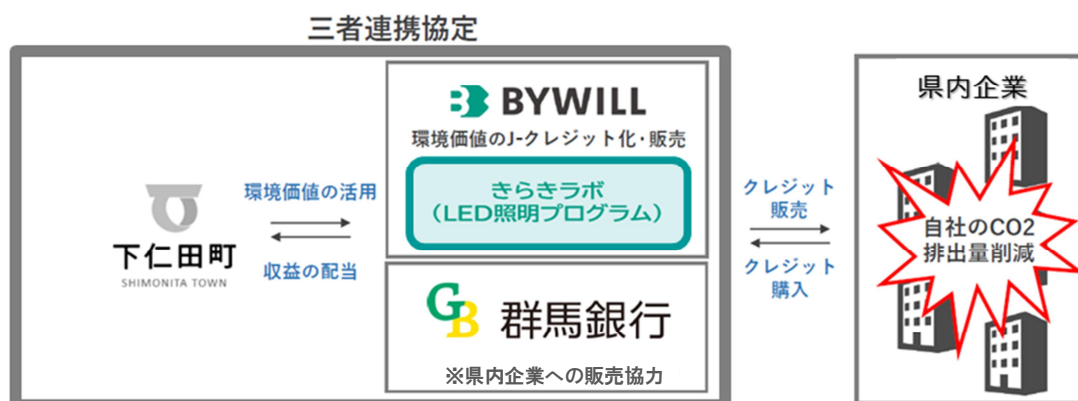 三者連携協定
BYWILL
環境価値のJ-クレジット化・販売
きらきラボ
(LED照明プログラム)
環境価値の活用
収益の配当
下仁田町
SHIMONITA TOWN
GB 群馬銀行
※県内企業への販売協力
クレジット
販売
クレジット
購入
県内企業
自社のCO2
排出量削減